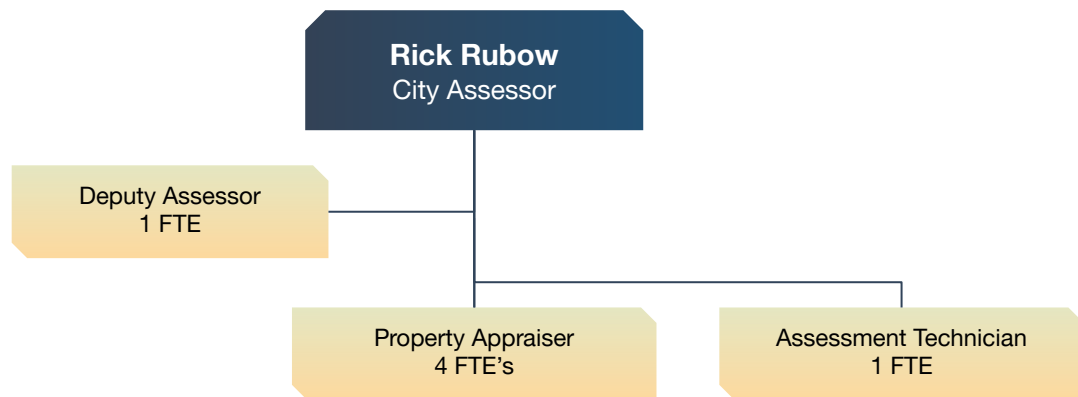 Rick Rubow
City Assessor
Deputy Assessor
1 FTE
Property Appraiser
4 FTE’s
Assessment Technician
1 FTE